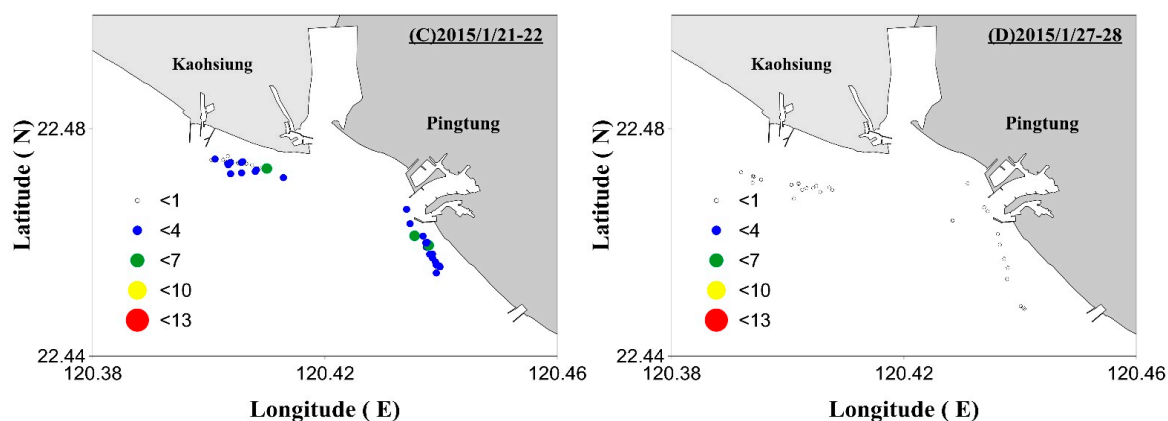 (C)2015/1/21-22
Kaohsiung
Pingtung
22.48
22.44
Latitude ( N)
<1
<4
<7
<10
<13
120.38
120.42
120.46
Longitude ( E)
(D)2015/1/27-28
Kaohsiung
Pingtung
22.48
22.44
Latitude ( N)
<1
<4
<7
<10
<13
120.38
120.42
120.46
Longitude ( E)